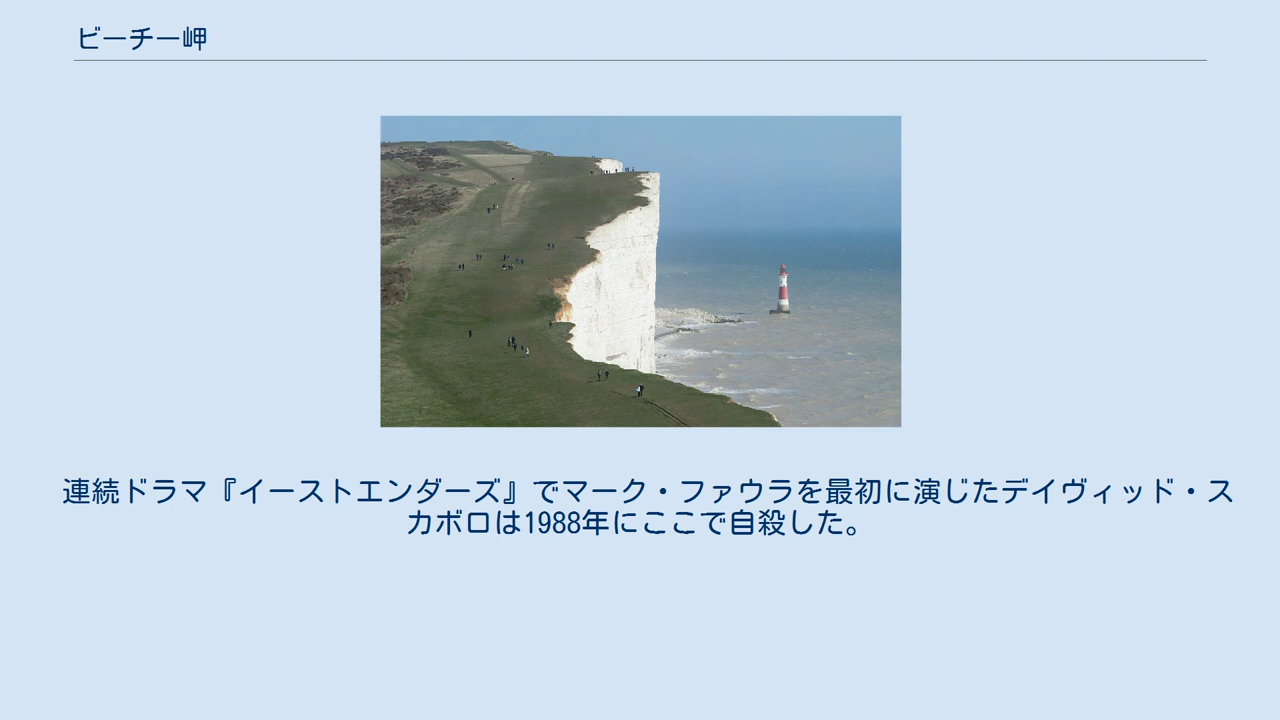 ビーチー岬
連続ドラマ『イーストエンダーズ』でマーク・ファウラを最初に演じたデイヴィッド・ス
カボロは1988年にここで自殺した。